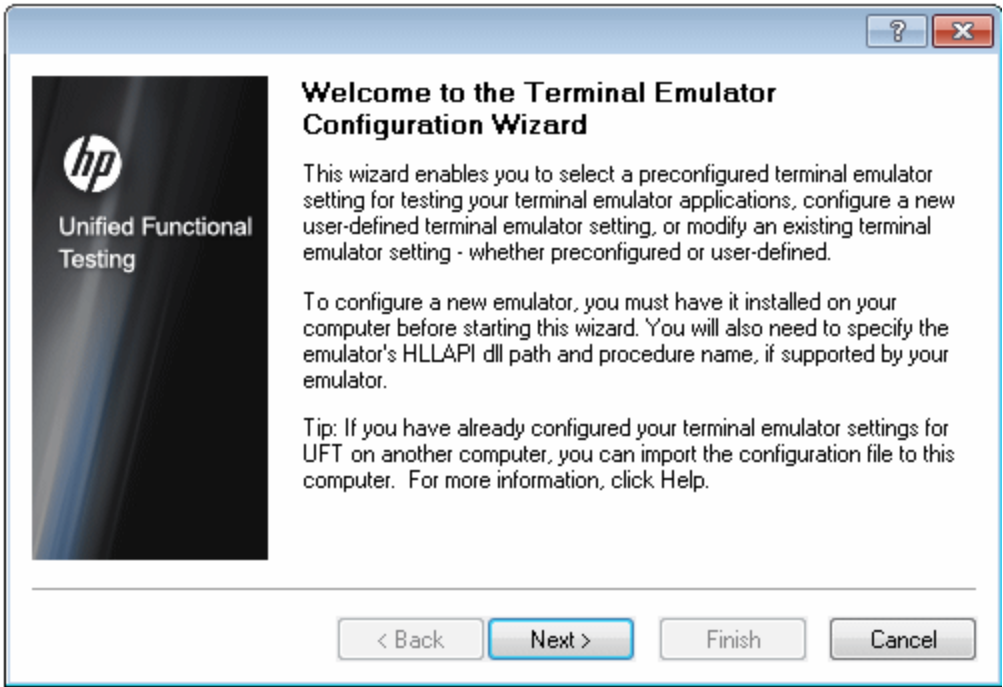 ?
X
hp
Unified Functional
Testing
Welcome to the Terminal Emulator
Configuration Wizard
This wizard enables you to select a preconfigured terminal emulator
setting for testing your terminal emulator applications, configure a new
user-defined terminal emulator setting, or modify an existing terminal
emulator setting - whether preconfigured or user-defined.
To configure a new emulator, you must have it installed on your
computer before starting this wizard. You will also need to specify the
emulator's HLLAPI dll path and procedure name, if supported by your
emulator.
Tip: If you have already configured your terminal emulator settings for
UFT on another computer, you can import the configuration file to this
computer.  For more information, click Help.
< Back
Next >
Finish
Cancel